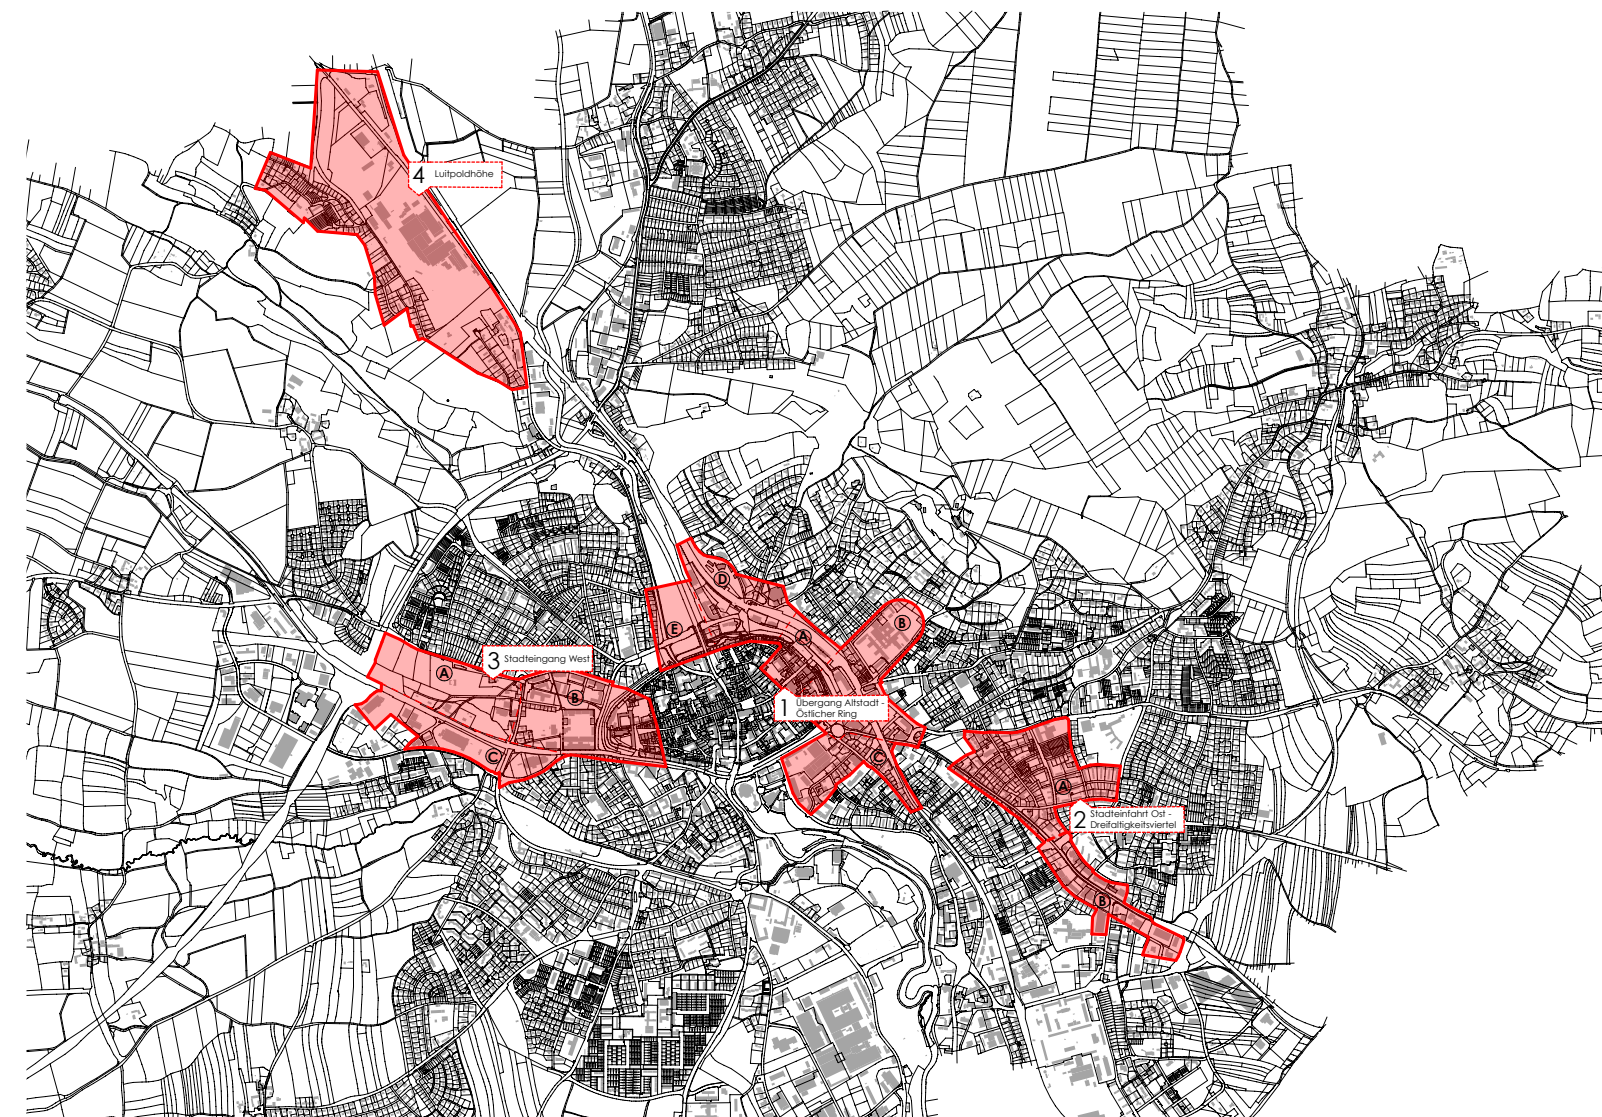 4 Luitpoldhöhe
D
E
A
B
3 Stadteingang West
A
B
C
1 Übergang Altstadt -
Östlicher Ring
C
A
2 Stadteinfahrt Ost -
Dreifaltigkeitsviertel
B